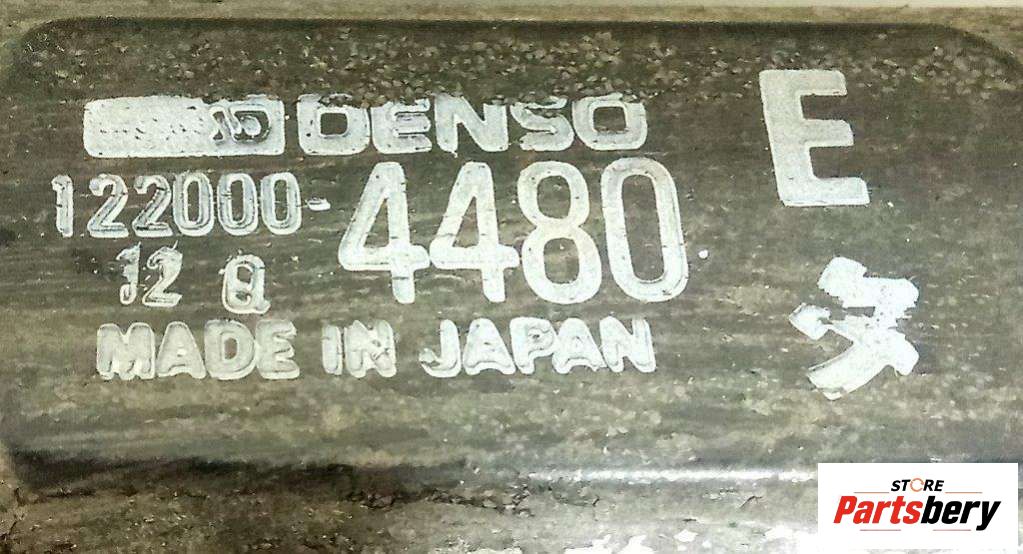 DENSO
122000-4480
12 Q
MADE IN JAPAN
E
STORE
Partsbery